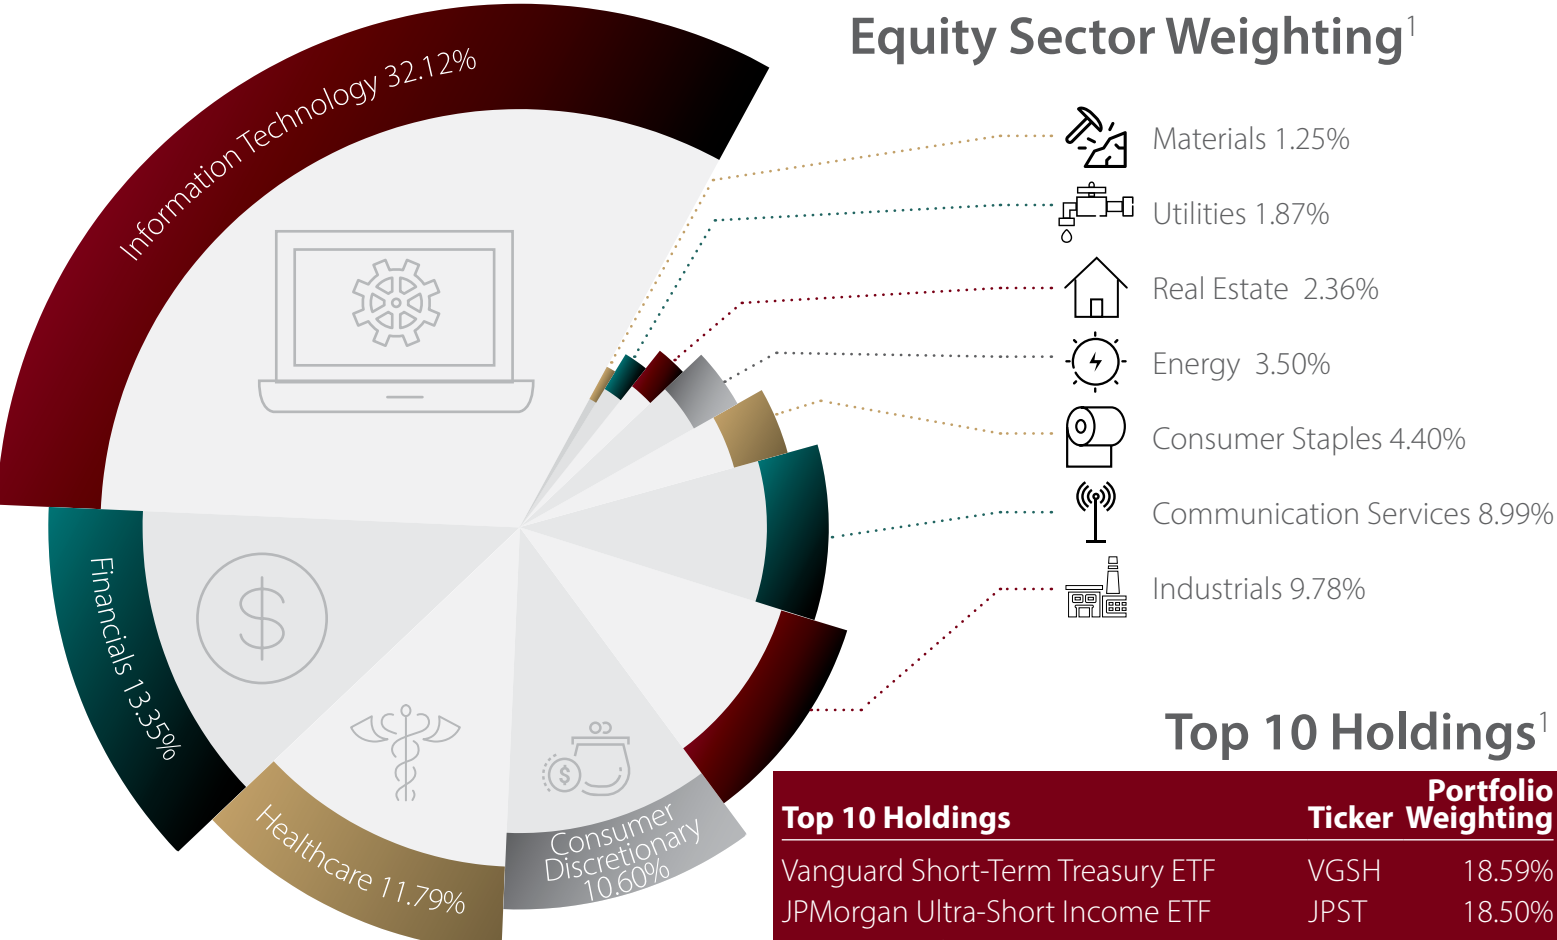 Equity Sector Weighting1
Information Technology 32.12%
Financials 13.35%
Healthcare 11.79%
Consumer
Discretionary
10.60%
Materials 1.25%
Utilities 1.87%
Real Estate 2.36%
Energy 3.50%
Consumer Staples 4.40%
Communication Services 8.99%
Industrials 9.78%
Top 10 Holdings1
Top 10 Holdings Ticker Portfolio Weighting
Vanguard Short-Term Treasury ETF VGSH 18.59%
JPMorgan Ultra-Short Income ETF JPST 18.50%